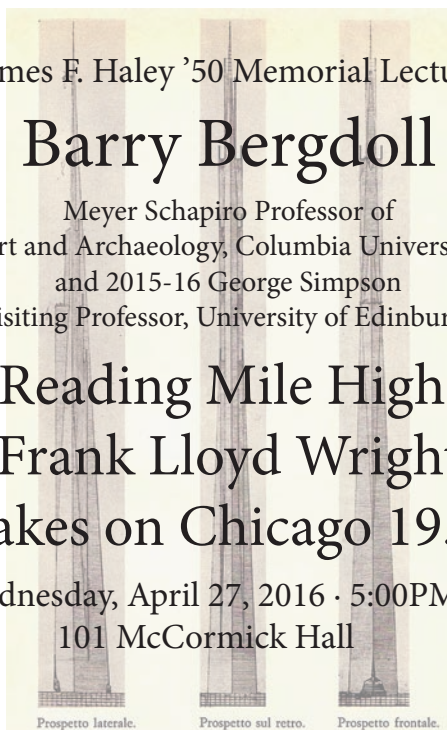 mes F. Haley ’50 Memorial Lectu
Barry Bergdoll
Meyer Schapiro Professor of
rt and Archaeology, Columbia Univers
and 2015-16 George Simpson
isiting Professor, University of Edinbur
Reading Mile High
Frank Lloyd Wright
akes on Chicago 19
dnesday, April 27, 2016 · 5:00PM
101 McCormick Hall
Prospetto laterale. Prospetto sul retro. Prospetto frontale.